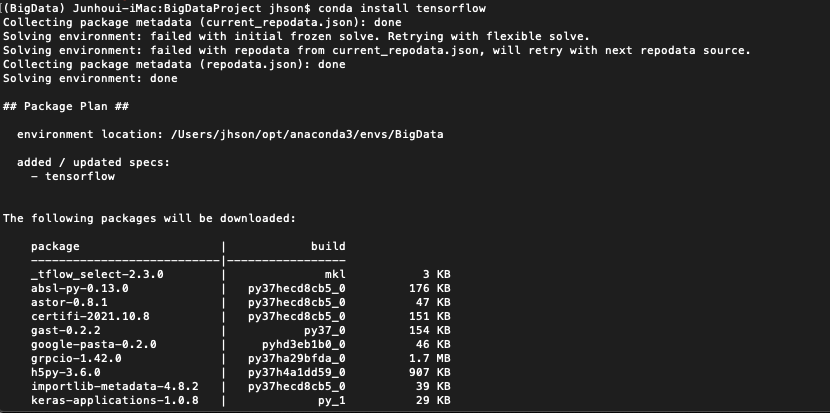 ((BigData) Junhoui-iMac:BigDataProject jhson$ conda install tensorflow
Collecting package metadata (current_repodata.json): done
Solving environment: failed with initial frozen solve. Retrying with flexible solve.
Solving environment: failed with repodata from current_repodata.json, will retry with next repodata source.
Collecting package metadata (repodata.json): done
Solving environment: done

## Package Plan ##

  environment location: /Users/jhson/opt/anaconda3/envs/BigData

  added / updated specs:
    - tensorflow


The following packages will be downloaded:

    package                    |            build
    ---------------------------|-----------------
    _tflow_select-2.3.0        |              mkl           3 KB
    absl-py-0.13.0             |   py37hecd8cb5_0         176 KB
    astor-0.8.1                |   py37hecd8cb5_0          47 KB
    certifi-2021.10.8          |   py37hecd8cb5_0         151 KB
    gast-0.2.2                 |           py37_0         154 KB
    google-pasta-0.2.0         |     pyhd3eb1b0_0          46 KB
    grpcio-1.42.0              |   py37ha29bfda_0         1.7 MB
    h5py-3.6.0                 |   py37h4a1dd59_0         907 KB
    importlib-metadata-4.8.2   |   py37hecd8cb5_0          39 KB
    keras-applications-1.0.8   |             py_1          29 KB